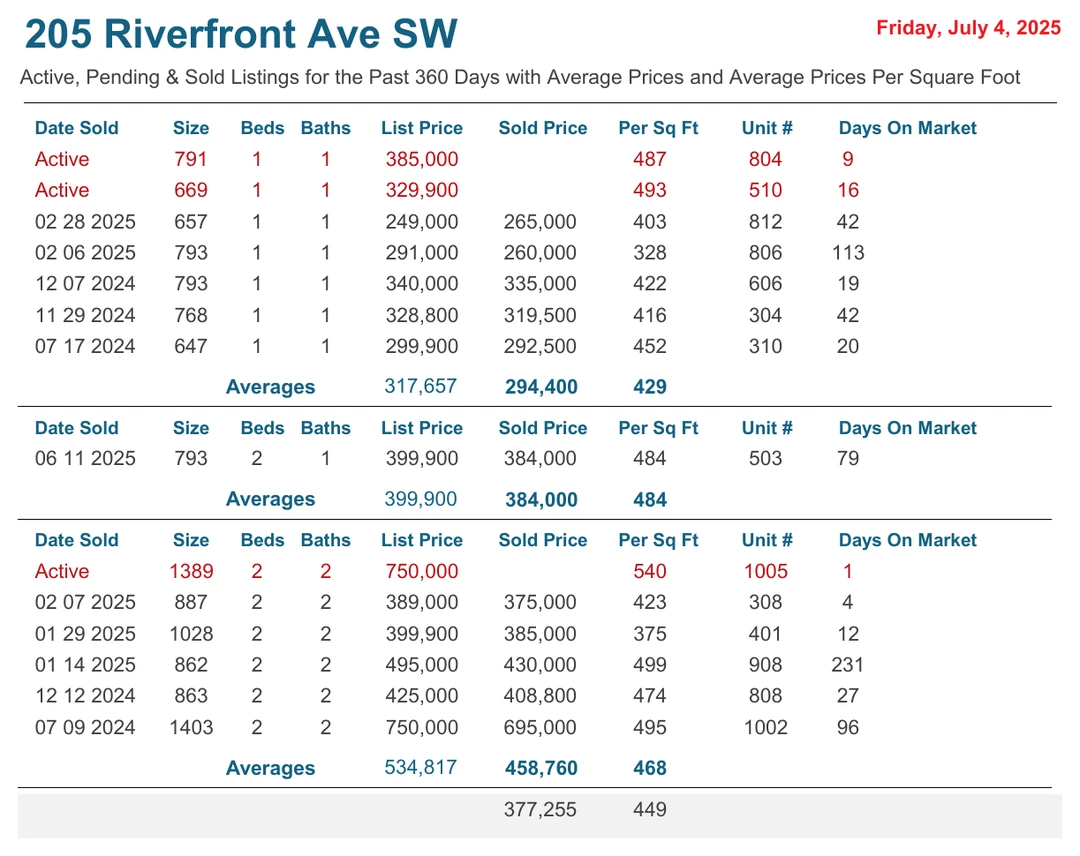 205 Riverfront Ave SW
Friday, July 4, 2025
Active, Pending & Sold Listings for the Past 360 Days with Average Prices and Average Prices Per Square Foot
Date Sold Size Beds Baths List Price Sold Price Per Sq Ft Unit # Days On Market
Active 791 1 1 385,000 487 804 9
Active 669 1 1 329,900 493 510 16
02 28 2025 657 1 1 249,000 265,000 403 812 42
02 06 2025 793 1 1 291,000 260,000 328 806 113
12 07 2024 793 1 1 340,000 335,000 422 606 19
11 29 2024 768 1 1 328,800 319,500 416 304 42
07 17 2024 647 1 1 299,900 292,500 452 310 20
Averages 317,657 294,400 429
Date Sold Size Beds Baths List Price Sold Price Per Sq Ft Unit # Days On Market
06 11 2025 793 2 1 399,900 384,000 484 503 79
Averages 399,900 384,000 484
Date Sold Size Beds Baths List Price Sold Price Per Sq Ft Unit # Days On Market
Active 1389 2 2 750,000 540 1005 1
02 07 2025 887 2 2 389,000 375,000 423 308 4
01 29 2025 1028 2 2 399,900 385,000 375 401 12
01 14 2025 862 2 2 495,000 430,000 499 908 231
12 12 2024 863 2 2 425,000 408,800 474 808 27
07 09 2024 1403 2 2 750,000 695,000 495 1002 96
Averages 534,817 458,760 468
377,255 449